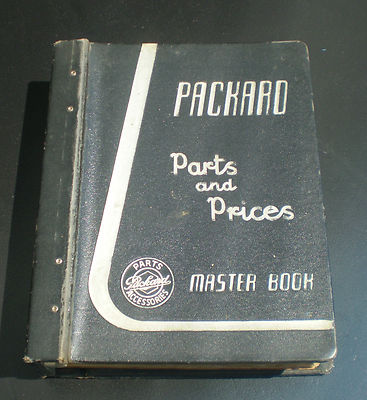 PACKARD
Parts
and
Prices
PARTS
Packard
ACCESSORIES
MASTER BOOK